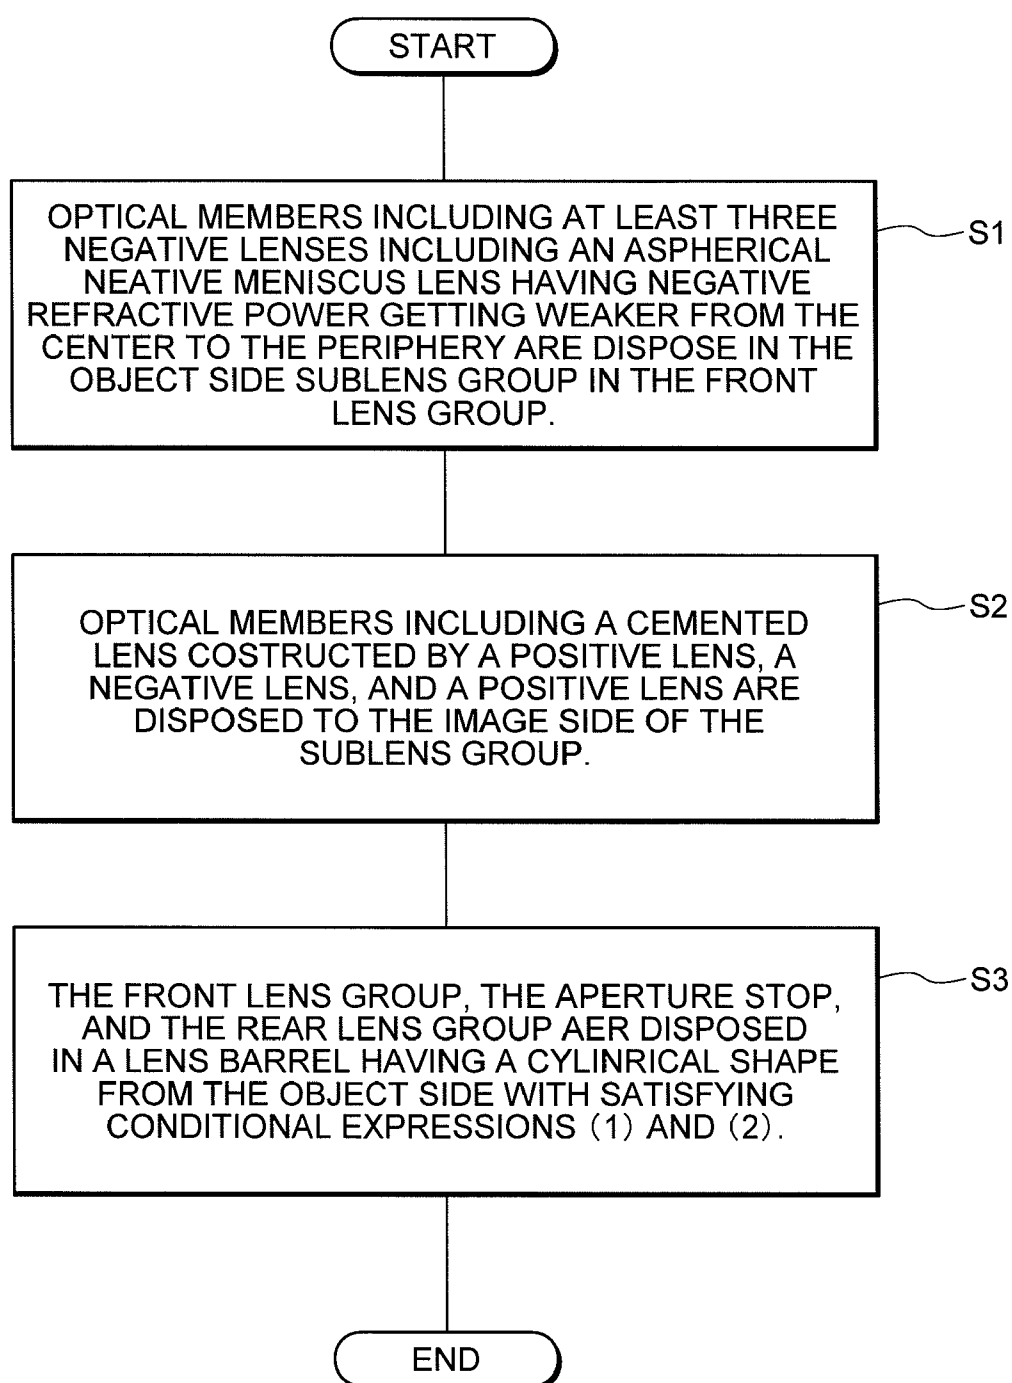 START
OPTICAL MEMBERS INCLUDING AT LEAST THREE
NEGATIVE LENSES INCLUDING AN ASPHERICAL
NEATIVE MENISCUS LENS HAVING NEGATIVE
REFRACTIVE POWER GETTING WEAKER FROM THE
CENTER TO THE PERIPHERY ARE DISPOSE IN THE
OBJECT SIDE SUBLENS GROUP IN THE FRONT
LENS GROUP.
S1
OPTICAL MEMBERS INCLUDING A CEMENTED
LENS COSTRUCTED BY A POSITIVE LENS, A
NEGATIVE LENS, AND A POSITIVE LENS ARE
DISPOSED TO THE IMAGE SIDE OF THE
SUBLENS GROUP.
S2
THE FRONT LENS GROUP, THE APERTURE STOP,
AND THE REAR LENS GROUP AER DISPOSED
IN A LENS BARREL HAVING A CYLINRICAL SHAPE
FROM THE OBJECT SIDE WITH SATISFYING
CONDITIONAL EXPRESSIONS (1) AND (2).
S3
END